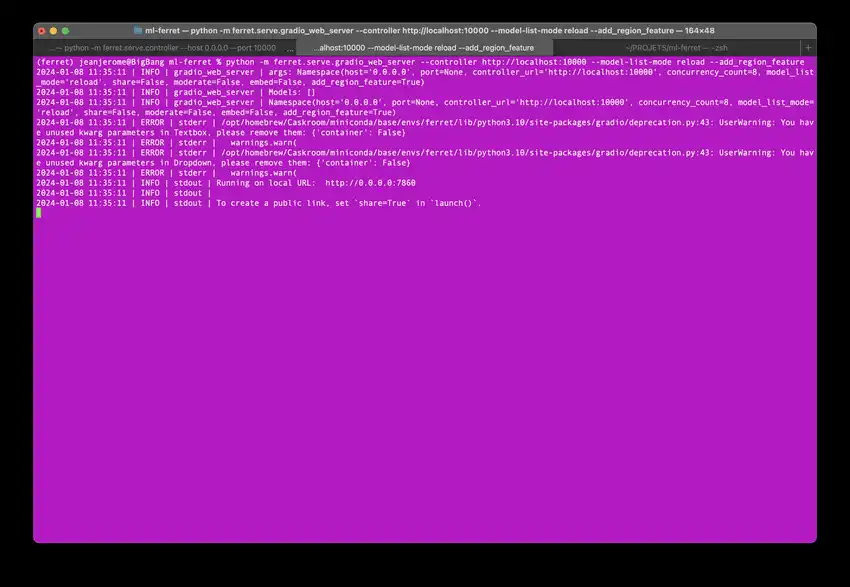 ml-ferret — python -m ferret.serve.gradio_web_server --controller http://localhost:10000 --model-list-mode reload --add_region_feature — 164×48
...~ python -m ferret.serve.controller --host 0.0.0.0 --port 10000 ...
...alhost:10000 --model-list-mode reload --add_region_feature
~/PROJETS/ml-ferret — -zsh
+
(ferret) jeanjerome@BigBang ml-ferret % python -m ferret.serve.gradio_web_server --controller http://localhost:10000 --model-list-mode reload --add_region_feature
2024-01-08 11:35:11 | INFO | gradio_web_server | args: Namespace(host='0.0.0.0', port=None, controller_url='http://localhost:10000', concurrency_count=8, model_list
_mode='reload', share=False, moderate=False, embed=False, add_region_feature=True)
2024-01-08 11:35:11 | INFO | gradio_web_server | Models: []
2024-01-08 11:35:11 | INFO | gradio_web_server | Namespace(host='0.0.0.0', port=None, controller_url='http://localhost:10000', concurrency_count=8, model_list_mode=
'reload', share=False, moderate=False, embed=False, add_region_feature=True)
2024-01-08 11:35:11 | ERROR | stderr | /opt/homebrew/Caskroom/miniconda/base/envs/ferret/lib/python3.10/site-packages/gradio/deprecation.py:43: UserWarning: You hav
e unused kwarg parameters in Textbox, please remove them: {'container': False}
2024-01-08 11:35:11 | ERROR | stderr |   warnings.warn(
2024-01-08 11:35:11 | ERROR | stderr | /opt/homebrew/Caskroom/miniconda/base/envs/ferret/lib/python3.10/site-packages/gradio/deprecation.py:43: UserWarning: You hav
e unused kwarg parameters in Dropdown, please remove them: {'container': False}
2024-01-08 11:35:11 | ERROR | stderr |   warnings.warn(
2024-01-08 11:35:11 | INFO | stdout | Running on local URL:  http://0.0.0.0:7860
2024-01-08 11:35:11 | INFO | stdout |
2024-01-08 11:35:11 | INFO | stdout | To create a public link, set `share=True` in `launch()`.